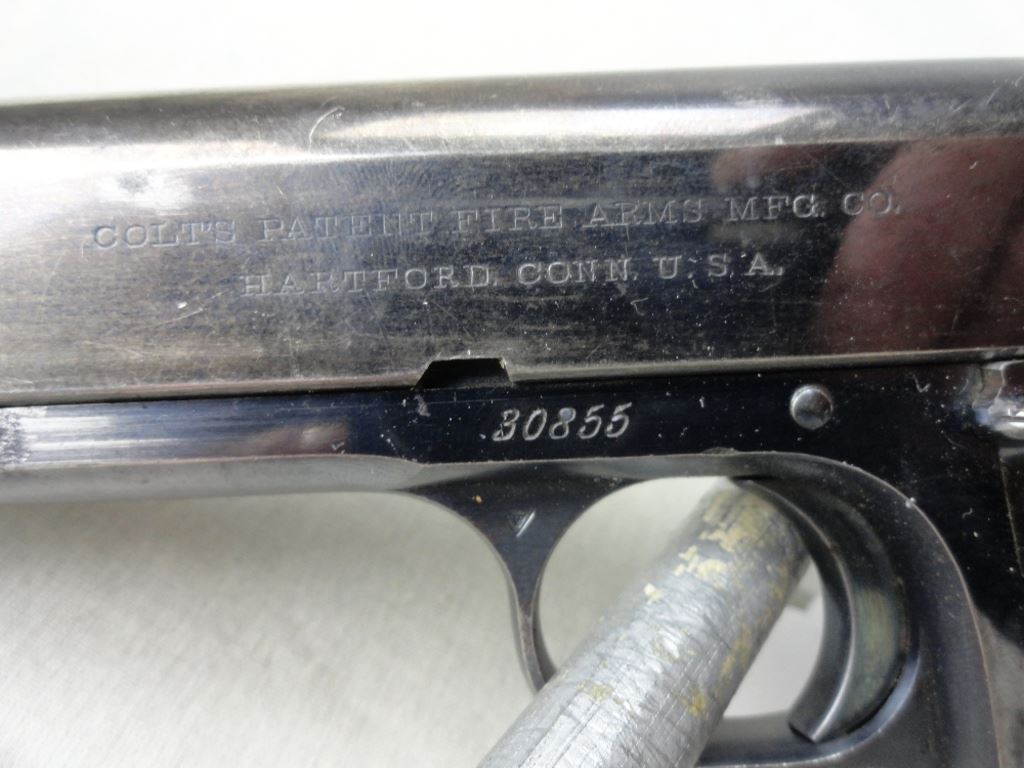 COLT'S PATENT FIRE ARMS MFG. CO.
HARTFORD. CONN. U. S. A.
30855